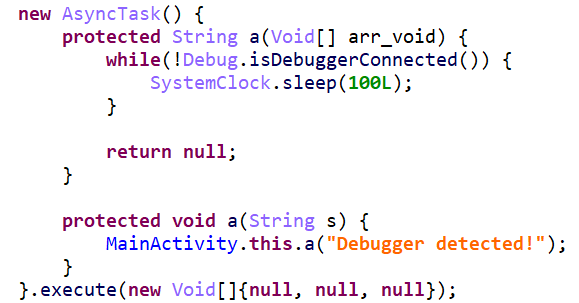 new AsyncTask() {
    protected String a(Void[] arr_void) {
        while(!Debug.isDebuggerConnected()) {
            SystemClock.sleep(100L);
        }

        return null;
    }

    protected void a(String s) {
        MainActivity.this.a("Debugger detected!");
    }
}.execute(new Void[]{null, null, null});